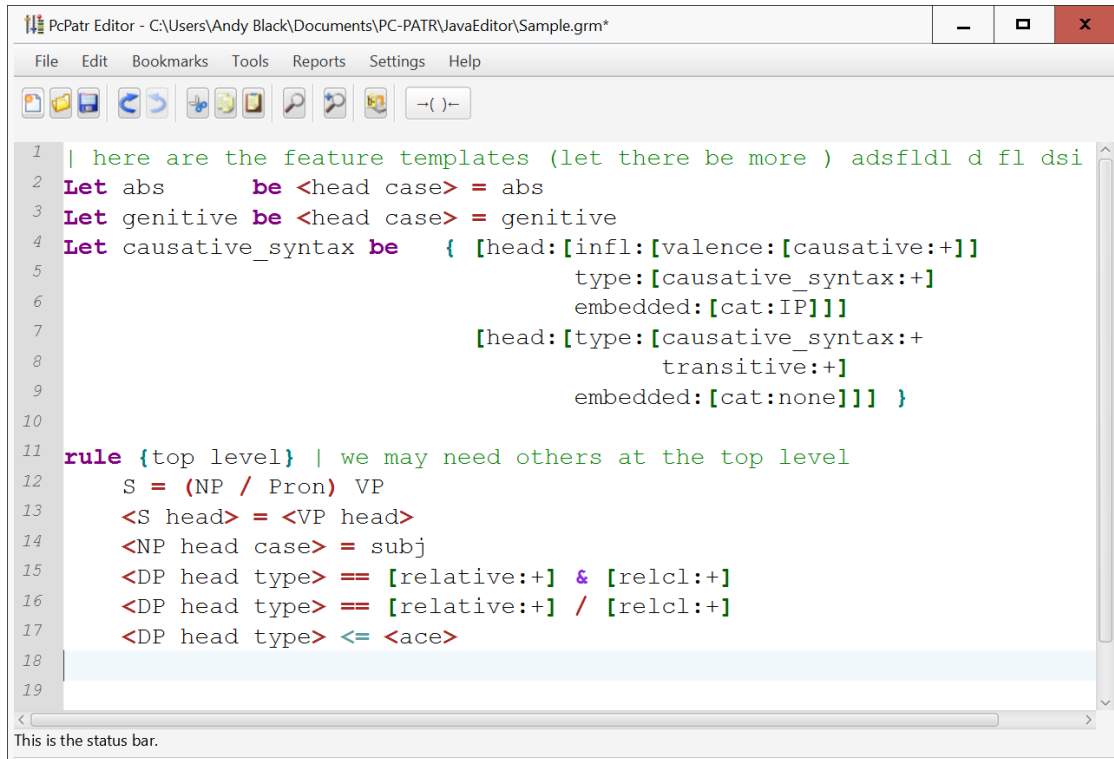 PcPatr Editor - C:\Users\Andy Black\Documents\PC-PATR\JavaEditor\Sample.grm*
File Edit Bookmarks Tools Reports Settings Help
→( )←
1 | here are the feature templates (let there be more ) adsfldl d fl dsi
2 Let abs      be <head case> = abs
3 Let genitive be <head case> = genitive
4 Let causative_syntax be   { [head:[infl:[valence:[causative:+]]
5                                    type:[causative_syntax:+]
6                                    embedded:[cat:IP]]]
7                             [head:[type:[causative_syntax:+
8                                          transitive:+]
9                                    embedded:[cat:none]]] }
10
11 rule {top level} | we may need others at the top level
12     S = (NP / Pron) VP
13     <S head> = <VP head>
14     <NP head case> = subj
15     <DP head type> == [relative:+] & [relcl:+]
16     <DP head type> == [relative:+] / [relcl:+]
17     <DP head type> <= <ace>
18
19
This is the status bar.